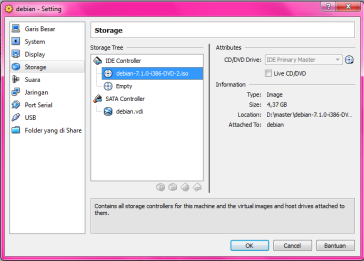 debian - Setting
Garis Besar
System
Display
Storage
Suara
Jaringan
Port Serial
USB
Folder yang di Share
Storage
Storage Tree
IDE Controller
debian-7.1.0-i386-DVD-2.iso
Empty
SATA Controller
debian.vdi
Attributes
CD/DVD Drive: IDE Primary Master
Live CD/DVD
Information
Type: Image
Size: 4,37 GB
Location: D:\master\debian-7.1.0-i386-DV...
Attached To: debian
Contains all storage controllers for this machine and the virtual images and host drives attached to
them.
OK Cancel Bantuan